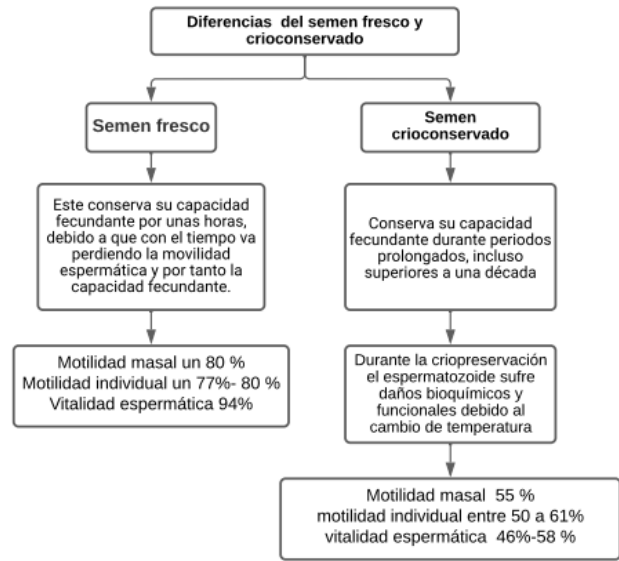 Diferencias del semen fresco y
crioconservado
Semen fresco
Semen
crioconservado
Este conserva su capacidad
fecundante por unas horas,
debido a que con el tiempo va
perdiendo la movilidad
espermática y por tanto la
capacidad fecundante.
Conserva su capacidad
fecundante durante periodos
prolongados, incluso
superiores a una década
Motilidad masal un 80 %
Motilidad individual un 77%- 80 %
Vitalidad espermática 94%
Durante la criopreservación
el espermatozoide sufre
daños bioquímicos y
funcionales debido al
cambio de temperatura
Motilidad masal 55 %
motilidad individual entre 50 a 61%
vitalidad espermática 46%-58 %